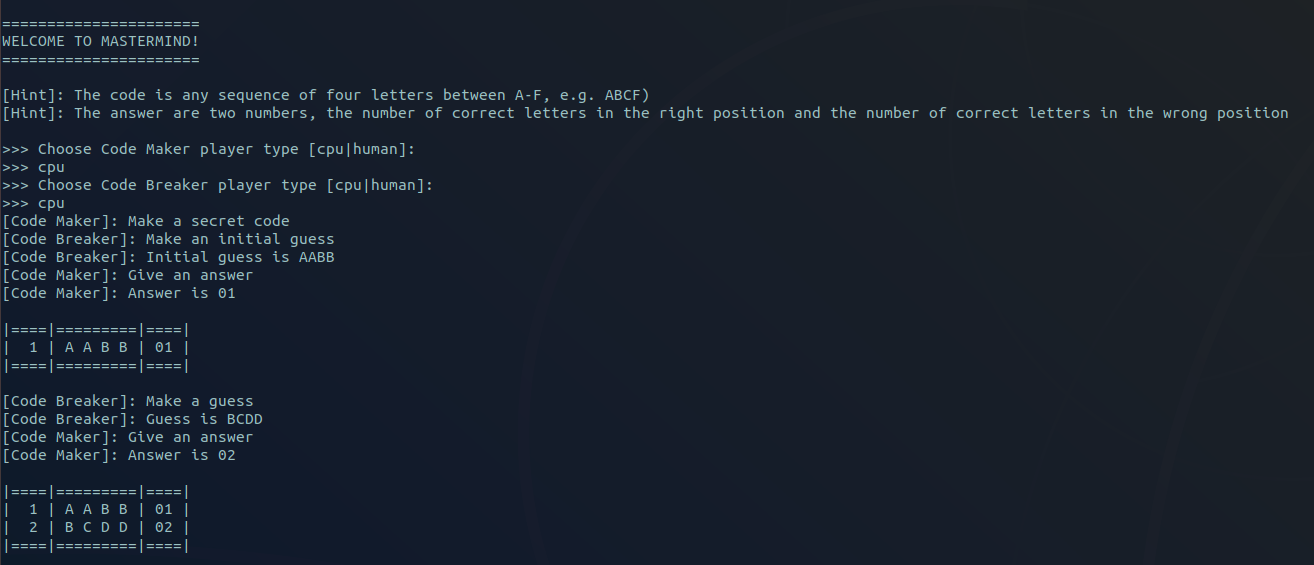 ======================
WELCOME TO MASTERMIND!
======================
[Hint]: The code is any sequence of four letters between A-F, e.g. ABCF)
[Hint]: The answer are two numbers, the number of correct letters in the right position and the number of correct letters in the wrong position
>>> Choose Code Maker player type [cpu|human]:
>>> cpu
>>> Choose Code Breaker player type [cpu|human]:
>>> cpu
[Code Maker]: Make a secret code
[Code Breaker]: Make an initial guess
[Code Breaker]: Initial guess is AABB
[Code Maker]: Give an answer
[Code Maker]: Answer is 01
|====|=========|====|
|  1 | A A B B | 01 |
|====|=========|====|
[Code Breaker]: Make a guess
[Code Breaker]: Guess is BCDD
[Code Maker]: Give an answer
[Code Maker]: Answer is 02
|====|=========|====|
|  1 | A A B B | 01 |
|  2 | B C D D | 02 |
|====|=========|====|